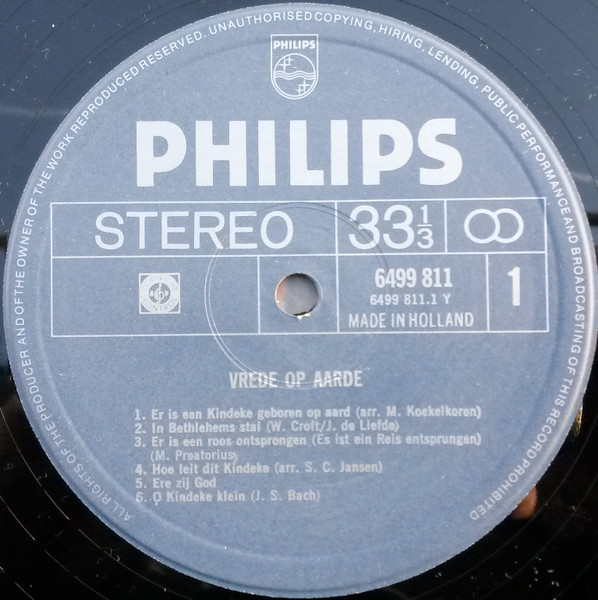 ALL RIGHTS OF THE PRODUCER AND OF THE OWNER OF THE WORK REPRODUCED RESERVED. UNAUTHORISED COPYING, HIRING, LENDING, PUBLIC PERFORMANCE AND BROADCASTING OF THIS RECORD PROHIBITED
PHILIPS
PHILIPS
STEREO 33 1/3
6499 811
6499 811.1 Y
MADE IN HOLLAND
1
VREDE OP AARDE
1. Er is een Kindeke geboren op aard (arr. M. Koekelkoren)
2. In Bethlehems stal (W. Croft/J. de Liefde)
3. Er is een roos ontsprongen (Es ist ein Reis entsprungen)
(M. Preatorius)
4. Hoe leit dit Kindeke (arr. S. C. Jansen)
5. Ere zij God
6. O Kindeke klein (J. S. Bach)